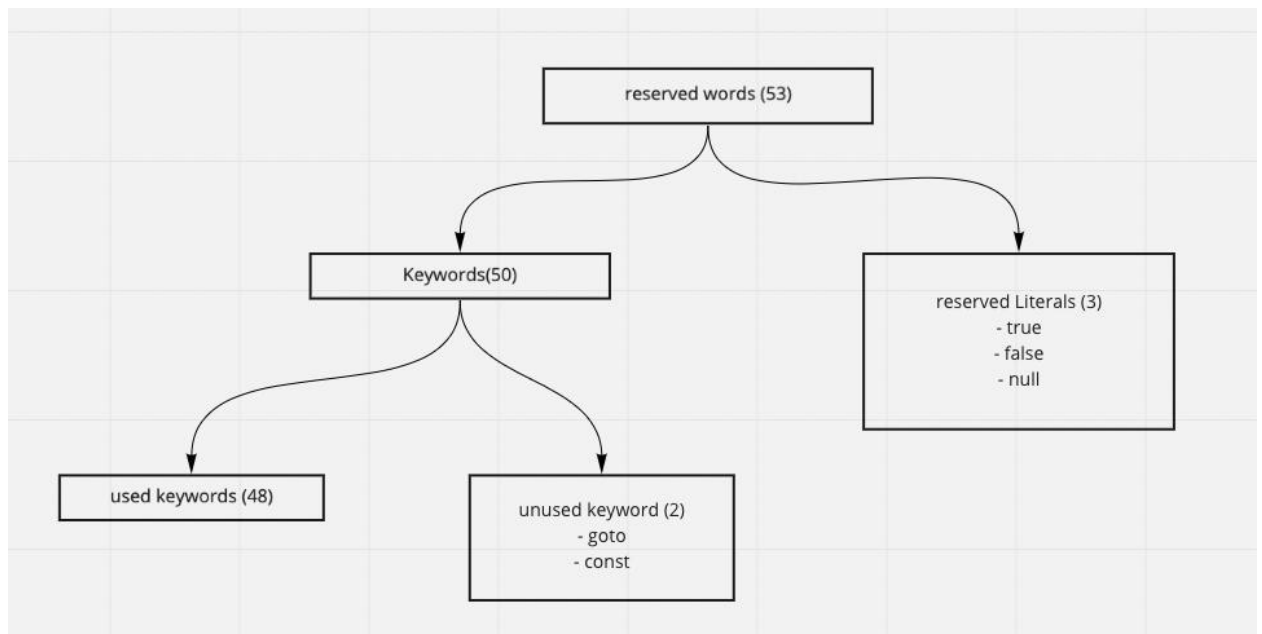 reserved words (53)
Keywords(50)
reserved Literals (3)
- true
- false
- null
used keywords (48)
unused keyword (2)
- goto
- const